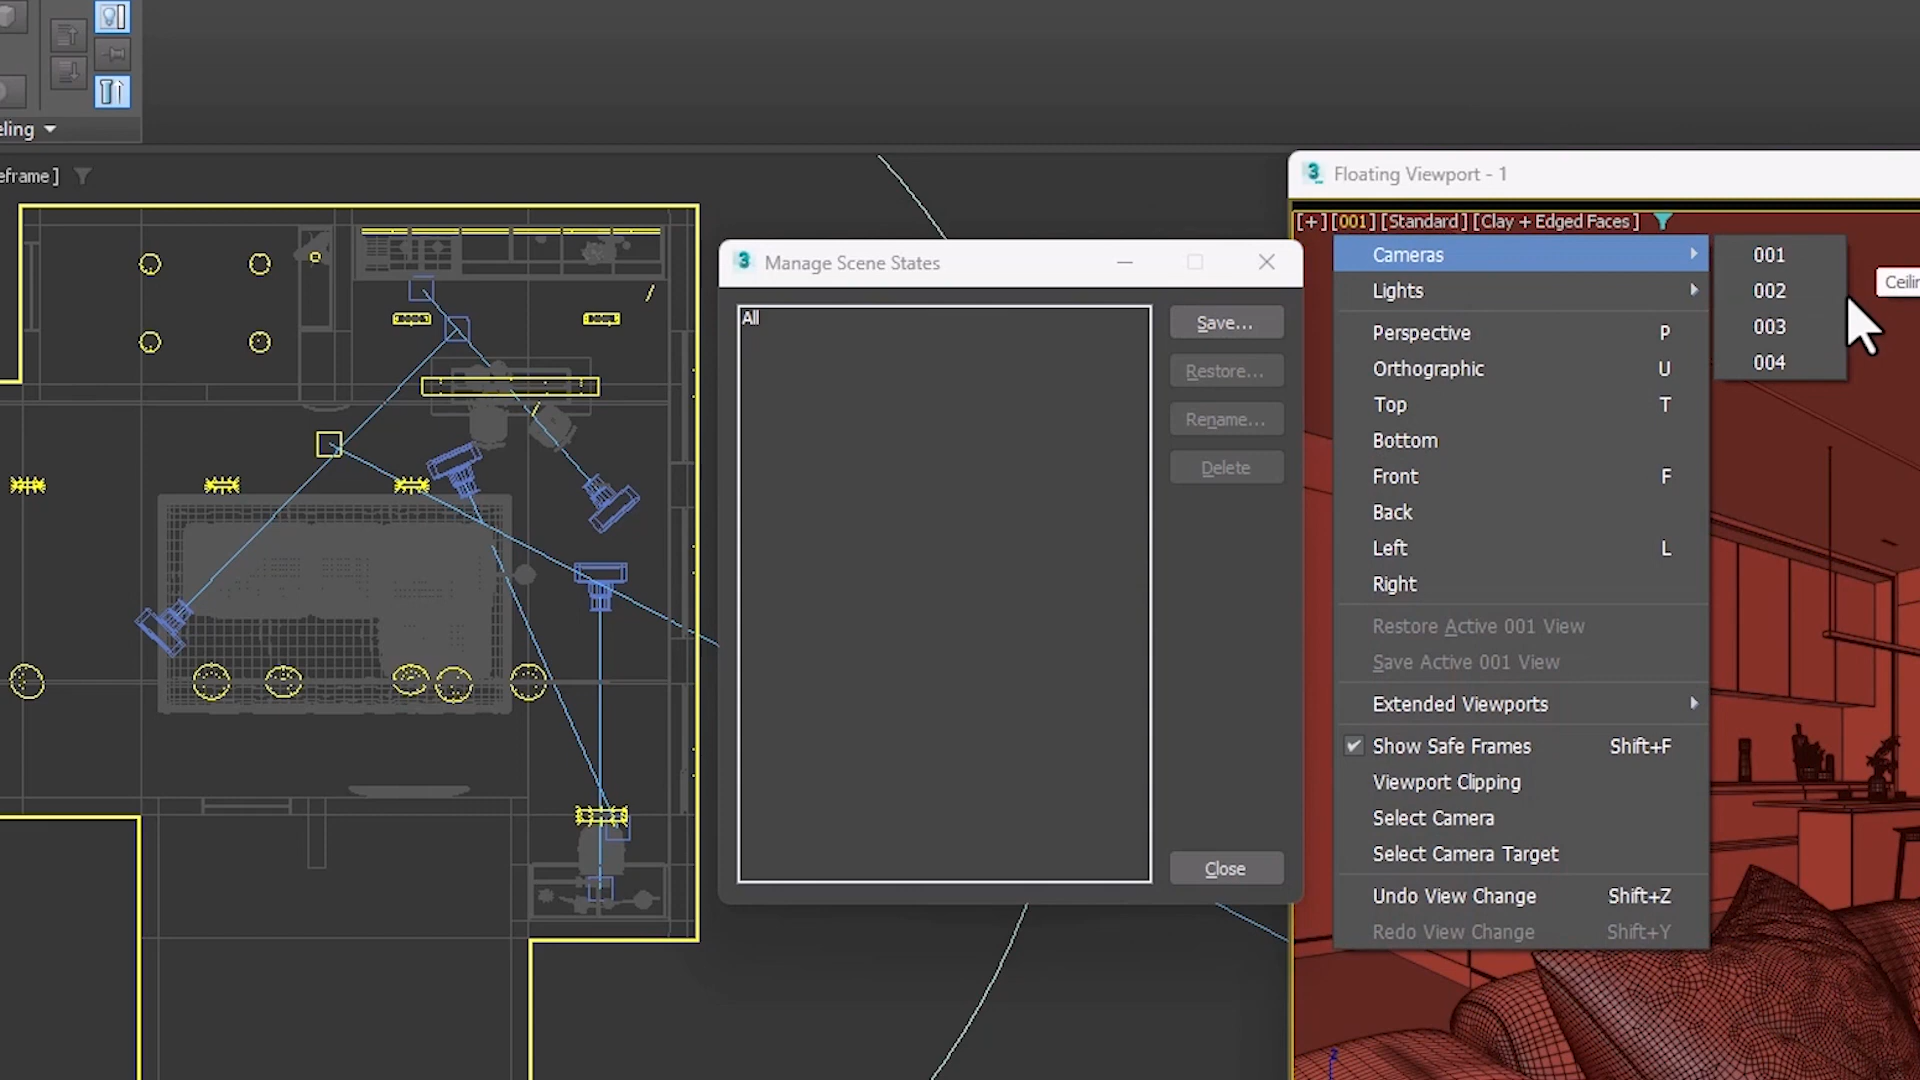 eling
eframe ]
Manage Scene States
All
Save...
Restore...
Rename...
Delete
Close
Floating Viewport - 1
[+] [001] [Standard] [Clay + Edged Faces ]
Cameras
Lights
Perspective P
Orthographic U
Top T
Bottom
Front F
Back
Left L
Right
Restore Active 001 View
Save Active 001 View
Extended Viewports
Show Safe Frames Shift+F
Viewport Clipping
Select Camera
Select Camera Target
Undo View Change Shift+Z
Redo View Change Shift+Y
001
002
003
004
Ceilin
z